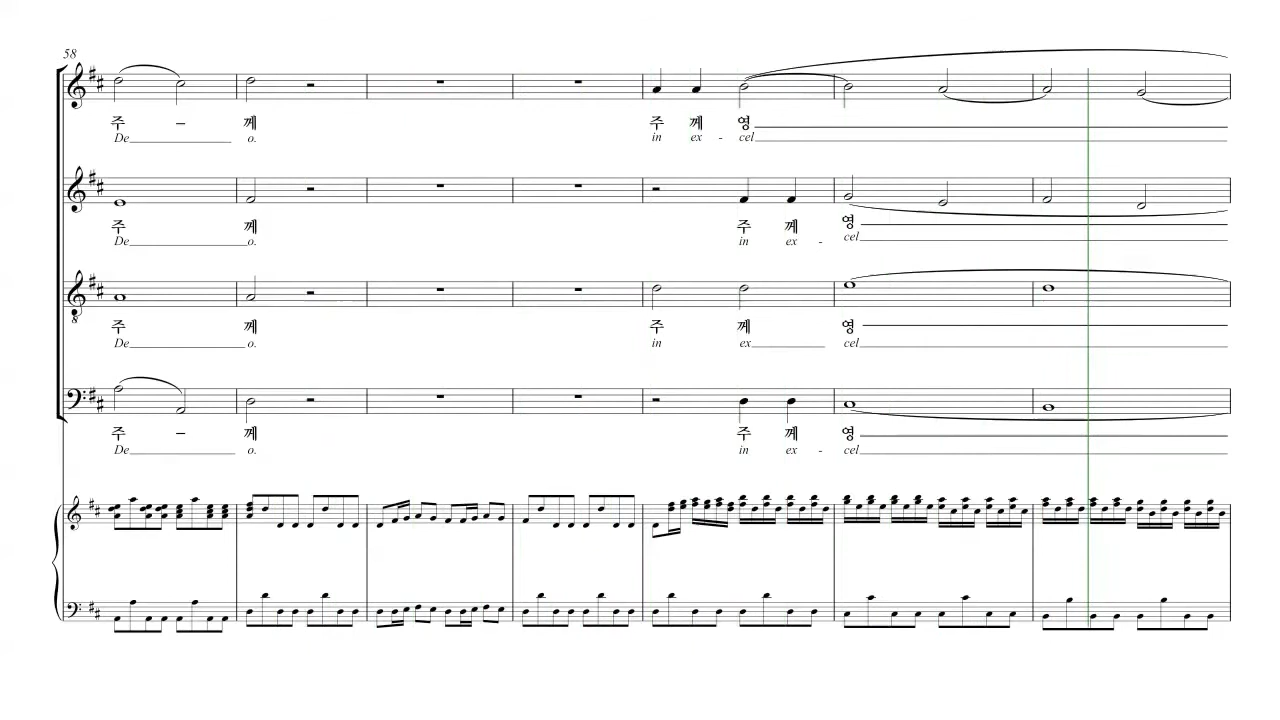 58
주 – 께 주 께 영
De o. in ex - cel
주 께 주 께 영
De o. in ex - cel
주 께 주 께 영
De o. in ex cel
주 – 께 주 께 영
De o. in ex - cel